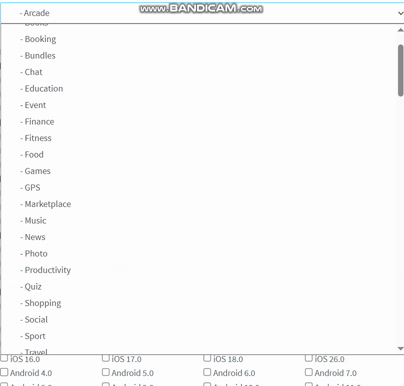 - Arcade
www.BANDICAM.com
- Books
- Booking
- Bundles
- Chat
- Education
- Event
- Finance
- Fitness
- Food
- Games
- GPS
- Marketplace
- Music
- News
- Photo
- Productivity
- Quiz
- Shopping
- Social
- Sport
- Travel
iOS 16.0 iOS 17.0 iOS 18.0 iOS 26.0
Android 4.0 Android 5.0 Android 6.0 Android 7.0